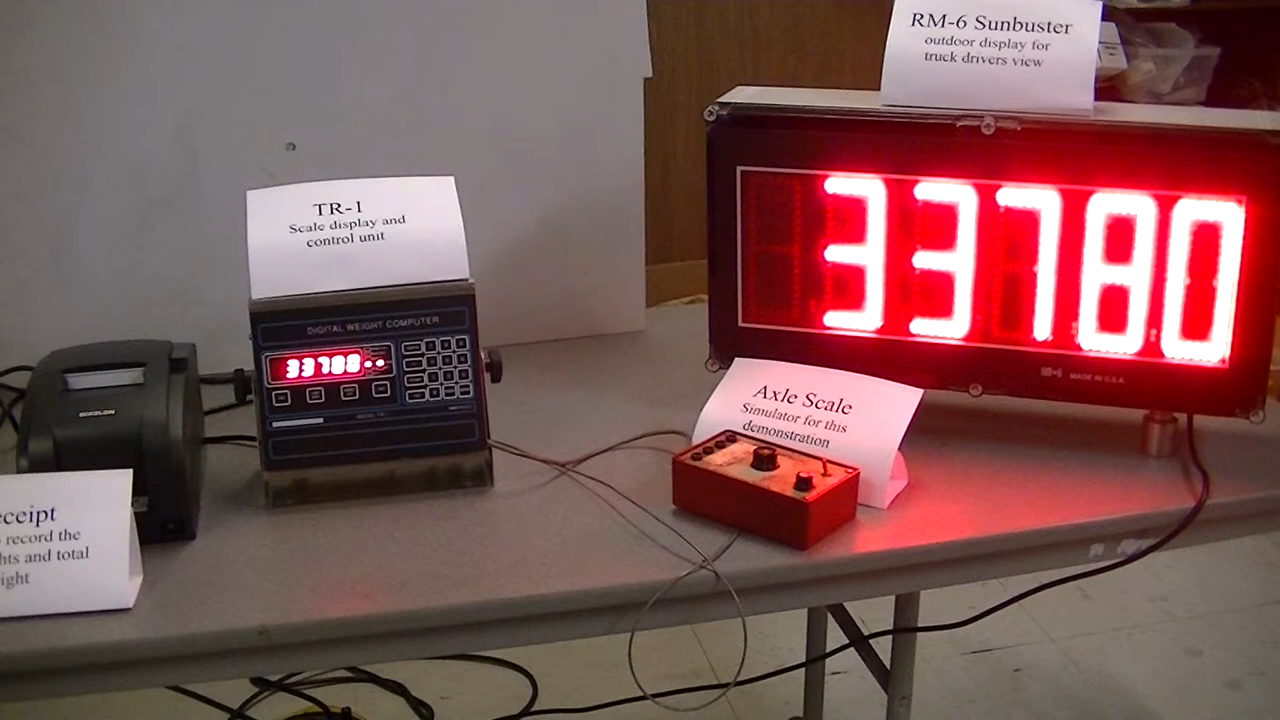 RM-6 Sunbuster
outdoor display for
truck drivers view
33780
MADE IN U.S.A.
TR-1
Scale display and
control unit
DIGITAL WEIGHT COMPUTER
33780
Axle Scale
Simulator for this
demonstration
eceipt
record the
hts and total
ight